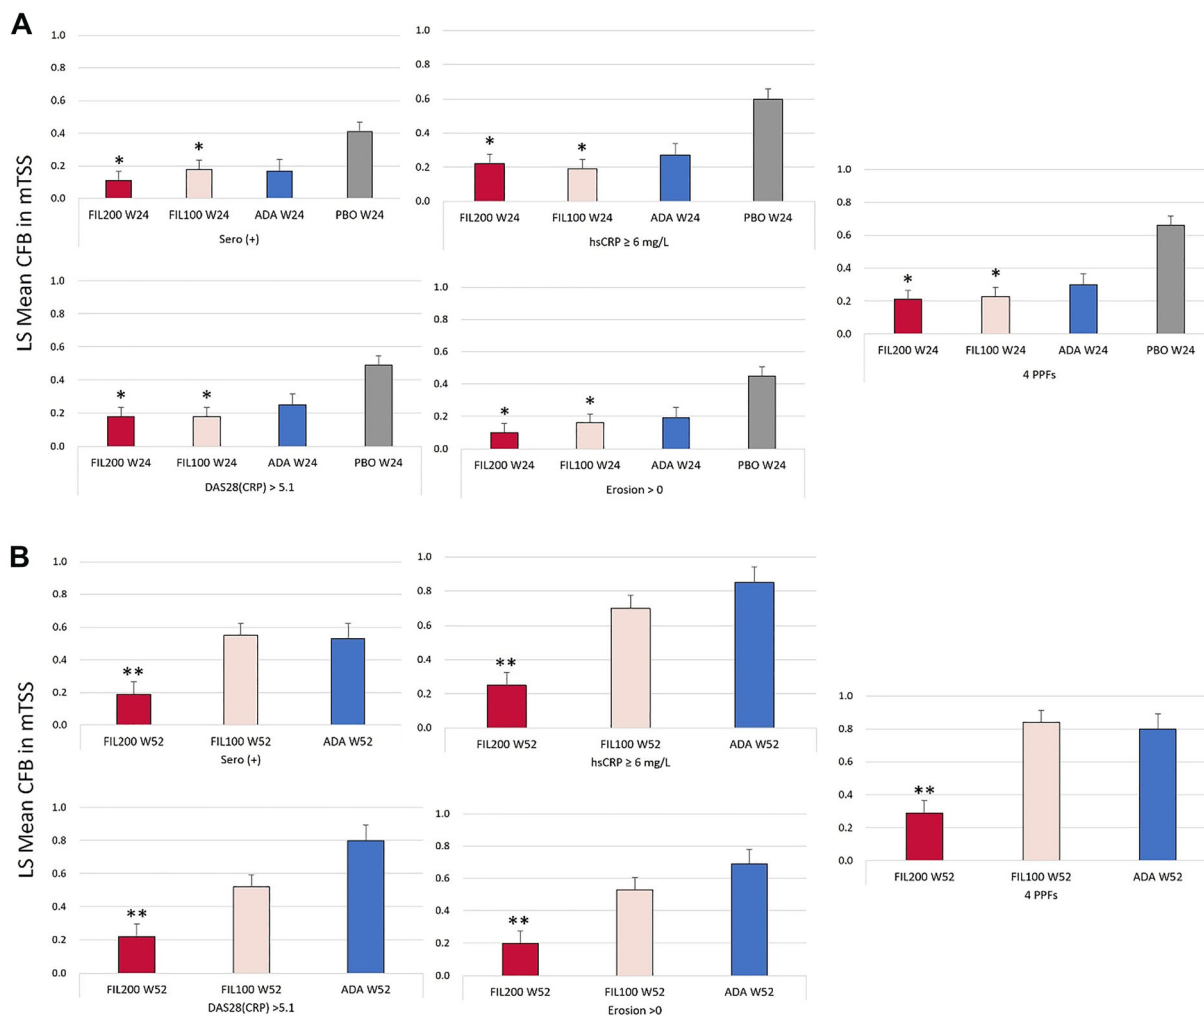 A
LS Mean CFB in mTSS
1.0
0.8
0.6
0.4
0.2
0.0
* *
FIL200 W24 FIL100 W24 ADA W24 PBO W24
Sero (+)
1.0
0.8
0.6
0.4
0.2
0.0
* *
FIL200 W24 FIL100 W24 ADA W24 PBO W24
hsCRP ≥ 6 mg/L
1.0
0.8
0.6
0.4
0.2
0.0
* *
FIL200 W24 FIL100 W24 ADA W24 PBO W24
DAS28(CRP) > 5.1
1.0
0.8
0.6
0.4
0.2
0.0
* *
FIL200 W24 FIL100 W24 ADA W24 PBO W24
Erosion > 0
1.0
0.8
0.6
0.4
0.2
0.0
* *
FIL200 W24 FIL100 W24 ADA W24 PBO W24
4 PPFs
B
LS Mean CFB in mTSS
1.0
0.8
0.6
0.4
0.2
0.0
**
FIL200 W52 FIL100 W52 ADA W52
Sero (+)
1.0
0.8
0.6
0.4
0.2
0.0
**
FIL200 W52 FIL100 W52 ADA W52
hsCRP ≥ 6 mg/L
1.0
0.8
0.6
0.4
0.2
0.0
**
FIL200 W52 FIL100 W52 ADA W52
DAS28(CRP) >5.1
1.0
0.8
0.6
0.4
0.2
0.0
**
FIL200 W52 FIL100 W52 ADA W52
Erosion >0
1.0
0.8
0.6
0.4
0.2
0.0
**
FIL200 W52 FIL100 W52 ADA W52
4 PPFs